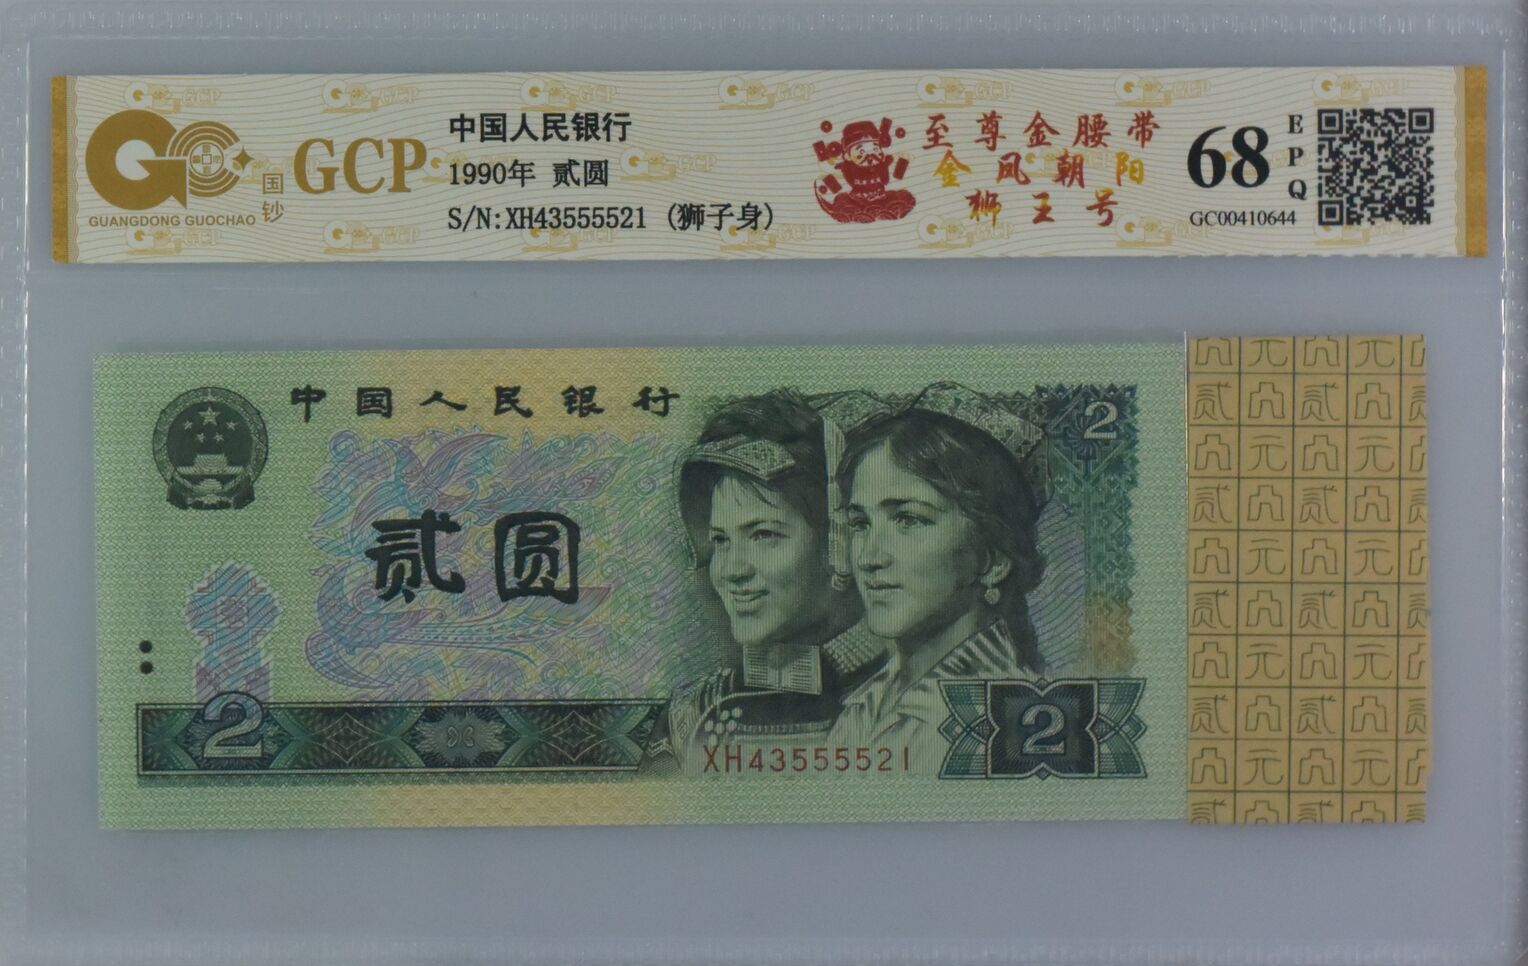 GCP
国钞
GUANGDONG GUOCHAO
中国人民银行
1990年 贰圆
S/N:XH43555521 (狮子身)
至尊金腰带
金凤朝阳
狮王号
68
EPQ
GC00410644
中国人民银行
2
贰圆
2
XH43555521
2